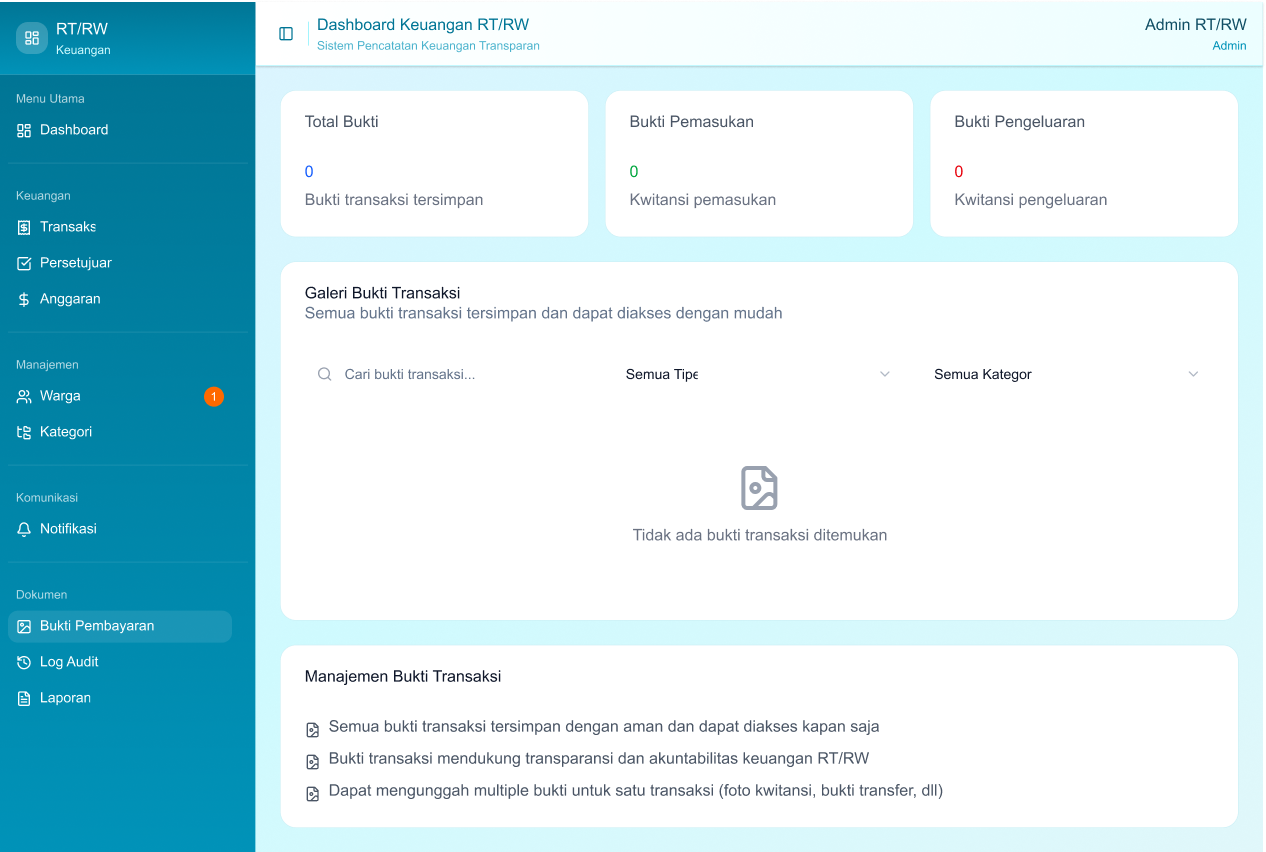 RT/RW
Keuangan
Menu Utama
Dashboard
Keuangan
Transaks
Persetujuar
Anggaran
Manajemen
Warga
1
Kategori
Komunikasi
Notifikasi
Dokumen
Bukti Pembayaran
Log Audit
Laporan
Dashboard Keuangan RT/RW
Sistem Pencatatan Keuangan Transparan
Admin RT/RW
Admin
Total Bukti
0
Bukti transaksi tersimpan
Bukti Pemasukan
0
Kwitansi pemasukan
Bukti Pengeluaran
0
Kwitansi pengeluaran
Galeri Bukti Transaksi
Semua bukti transaksi tersimpan dan dapat diakses dengan mudah
Cari bukti transaksi...
Semua Tipe
Semua Kategor
Tidak ada bukti transaksi ditemukan
Manajemen Bukti Transaksi
Semua bukti transaksi tersimpan dengan aman dan dapat diakses kapan saja
Bukti transaksi mendukung transparansi dan akuntabilitas keuangan RT/RW
Dapat mengunggah multiple bukti untuk satu transaksi (foto kwitansi, bukti transfer, dll)